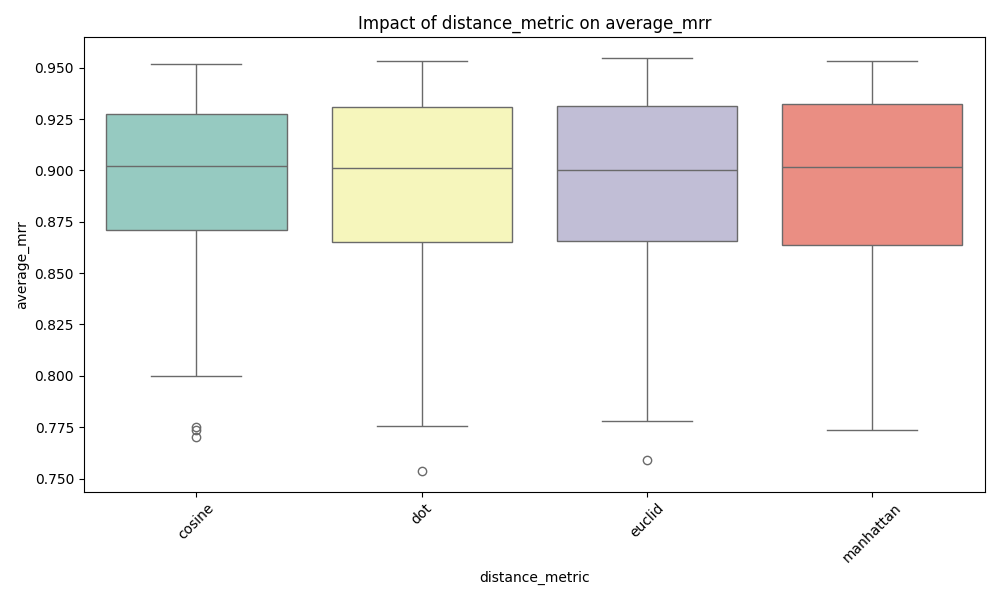 Impact of distance_metric on average_mrr
average_mrr
0.950
0.925
0.900
0.875
0.850
0.825
0.800
0.775
0.750
cosine
dot
euclid
manhattan
distance_metric